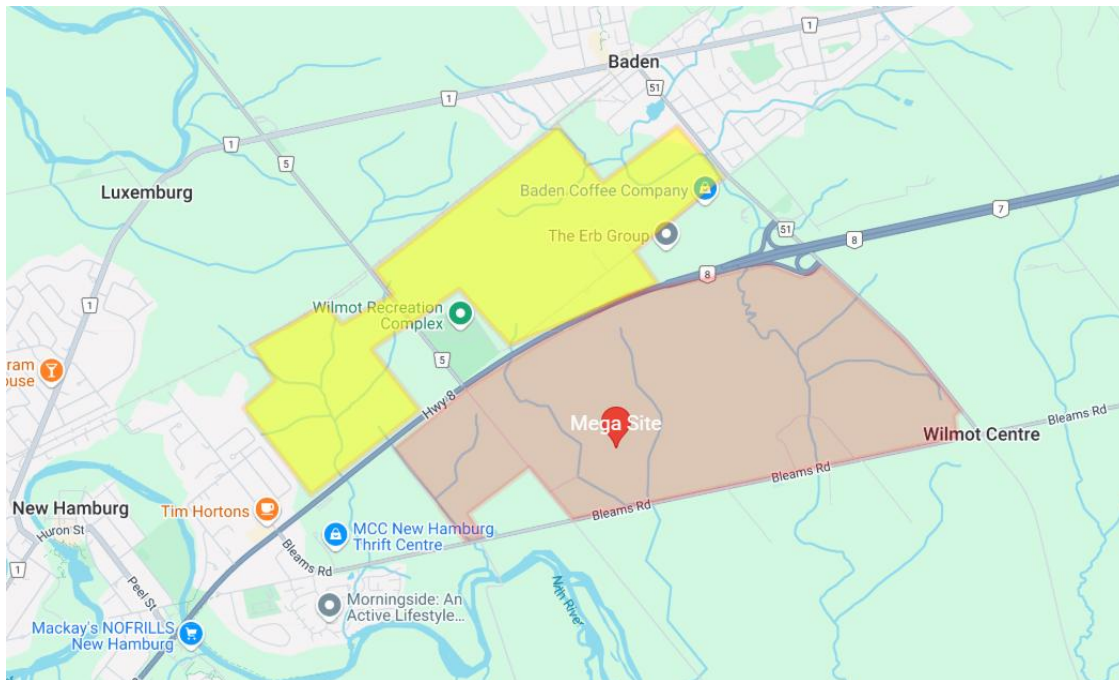 1
Baden
51
1
1
5
Luxemburg
Baden Coffee Company
7
The Erb Group
51
8
8
1
Wilmot Recreation
Complex
5
ram
ouse
Hwy 8
Mega Site
Bleams Rd
Wilmot Centre
Bleams Rd
New Hamburg
Tim Hortons
Bleams Rd
Huron St
MCC New Hamburg
Thrift Centre
Bleams Rd
1
Peel St
Nith River
Morningside: An
Active Lifestyle...
Mackay's NOFRILLS
New Hamburg